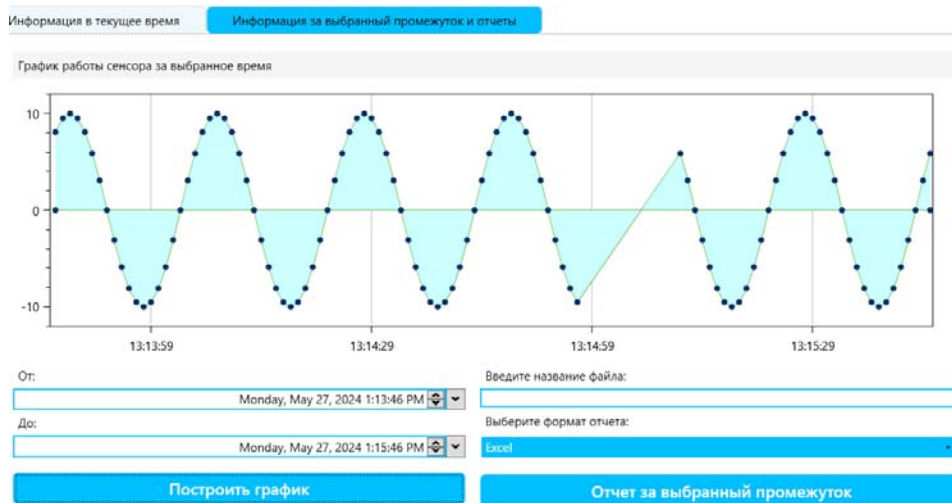 Информация в текущее время
Информация за выбранный промежуток и отчеты
График работы сенсора за выбранное время
10
0
-10
13:13:59
13:14:29
13:14:59
13:15:29
От:
Monday, May 27, 2024 1:13:46 PM
До:
Monday, May 27, 2024 1:15:46 PM
Построить график
Введите название файла:
Выберите формат отчета:
Excel
Отчет за выбранный промежуток